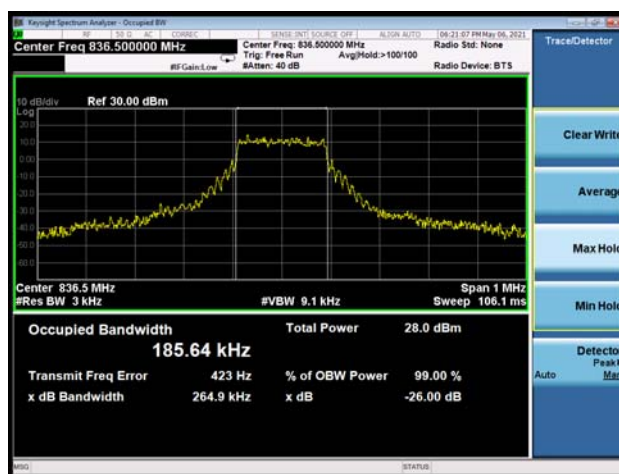 Keysight Spectrum Analyzer - Occupied BW
RF 50 Ω AC CORREC SENSE:INT SOURCE OFF ALIGN AUTO 06:21:07 PM May 06, 2021
Center Freq 836.500000 MHz
Center Freq: 836.500000 MHz
Radio Std: None
Trig: Free Run Avg|Hold:>100/100
#IFGain:Low #Atten: 40 dB Radio Device: BTS
Trace/Detector
10 dB/div Ref 30.00 dBm
Log
20.0
10.0
0.00
Clear Write
Average
Max Hold
Min Hold
Center 836.5 MHz Span 1 MHz
#Res BW 3 kHz #VBW 9.1 kHz Sweep 106.1 ms
Occupied Bandwidth Total Power 28.0 dBm
185.64 kHz
Transmit Freq Error 423 Hz % of OBW Power 99.00 %
x dB Bandwidth 264.9 kHz x dB -26.00 dB
Detector
Auto
MSG STATUS